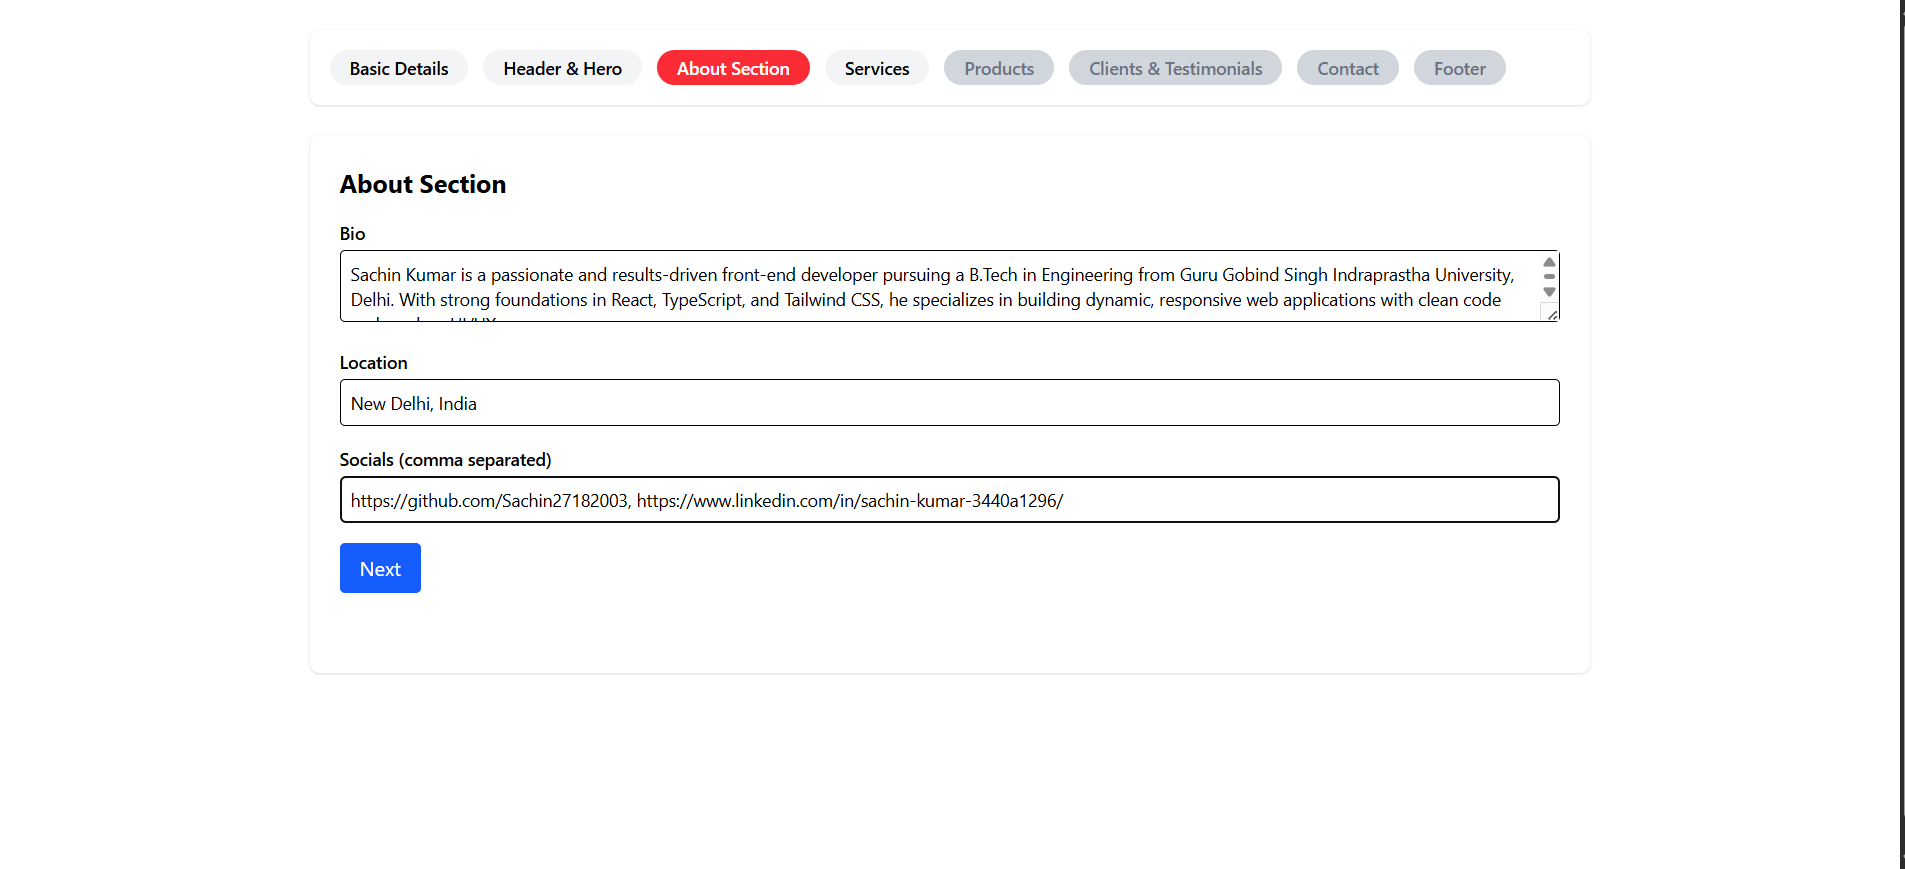 Basic Details Header & Hero About Section Services Products Clients & Testimonials Contact Footer
About Section
Bio
Sachin Kumar is a passionate and results-driven front-end developer pursuing a B.Tech in Engineering from Guru Gobind Singh Indraprastha University,
Delhi. With strong foundations in React, TypeScript, and Tailwind CSS, he specializes in building dynamic, responsive web applications with clean code
Location
New Delhi, India
Socials (comma separated)
https://github.com/Sachin27182003, https://www.linkedin.com/in/sachin-kumar-3440a1296/
Next